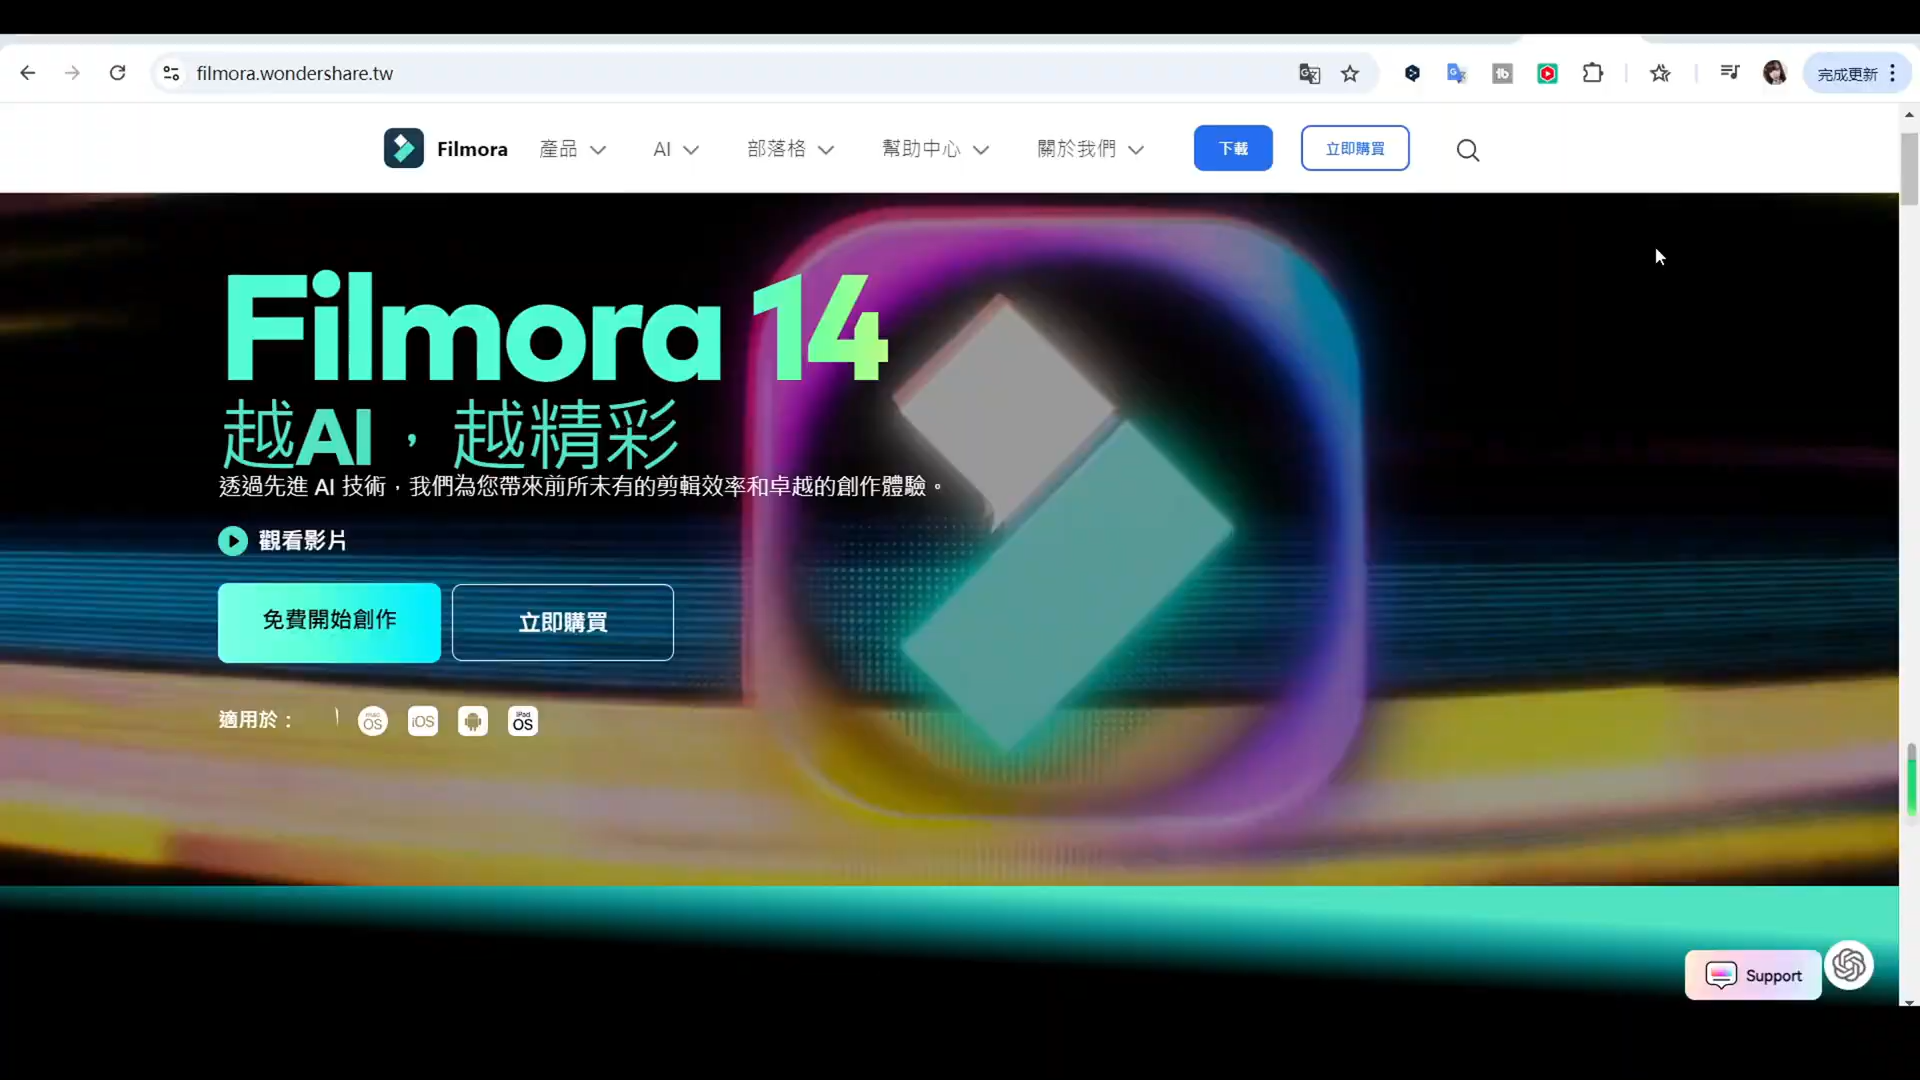 filmora.wondershare.tw
完成更新
Filmora 產品 AI 部落格 幫助中心 關於我們 下載 立即購買
Filmora 14
越AI，越精彩
透過先進 AI 技術，我們為您帶來前所未有的剪輯效率和卓越的創作體驗。
觀看影片
免費開始創作 立即購買
適用於： mac OS iOS iPad OS
Support